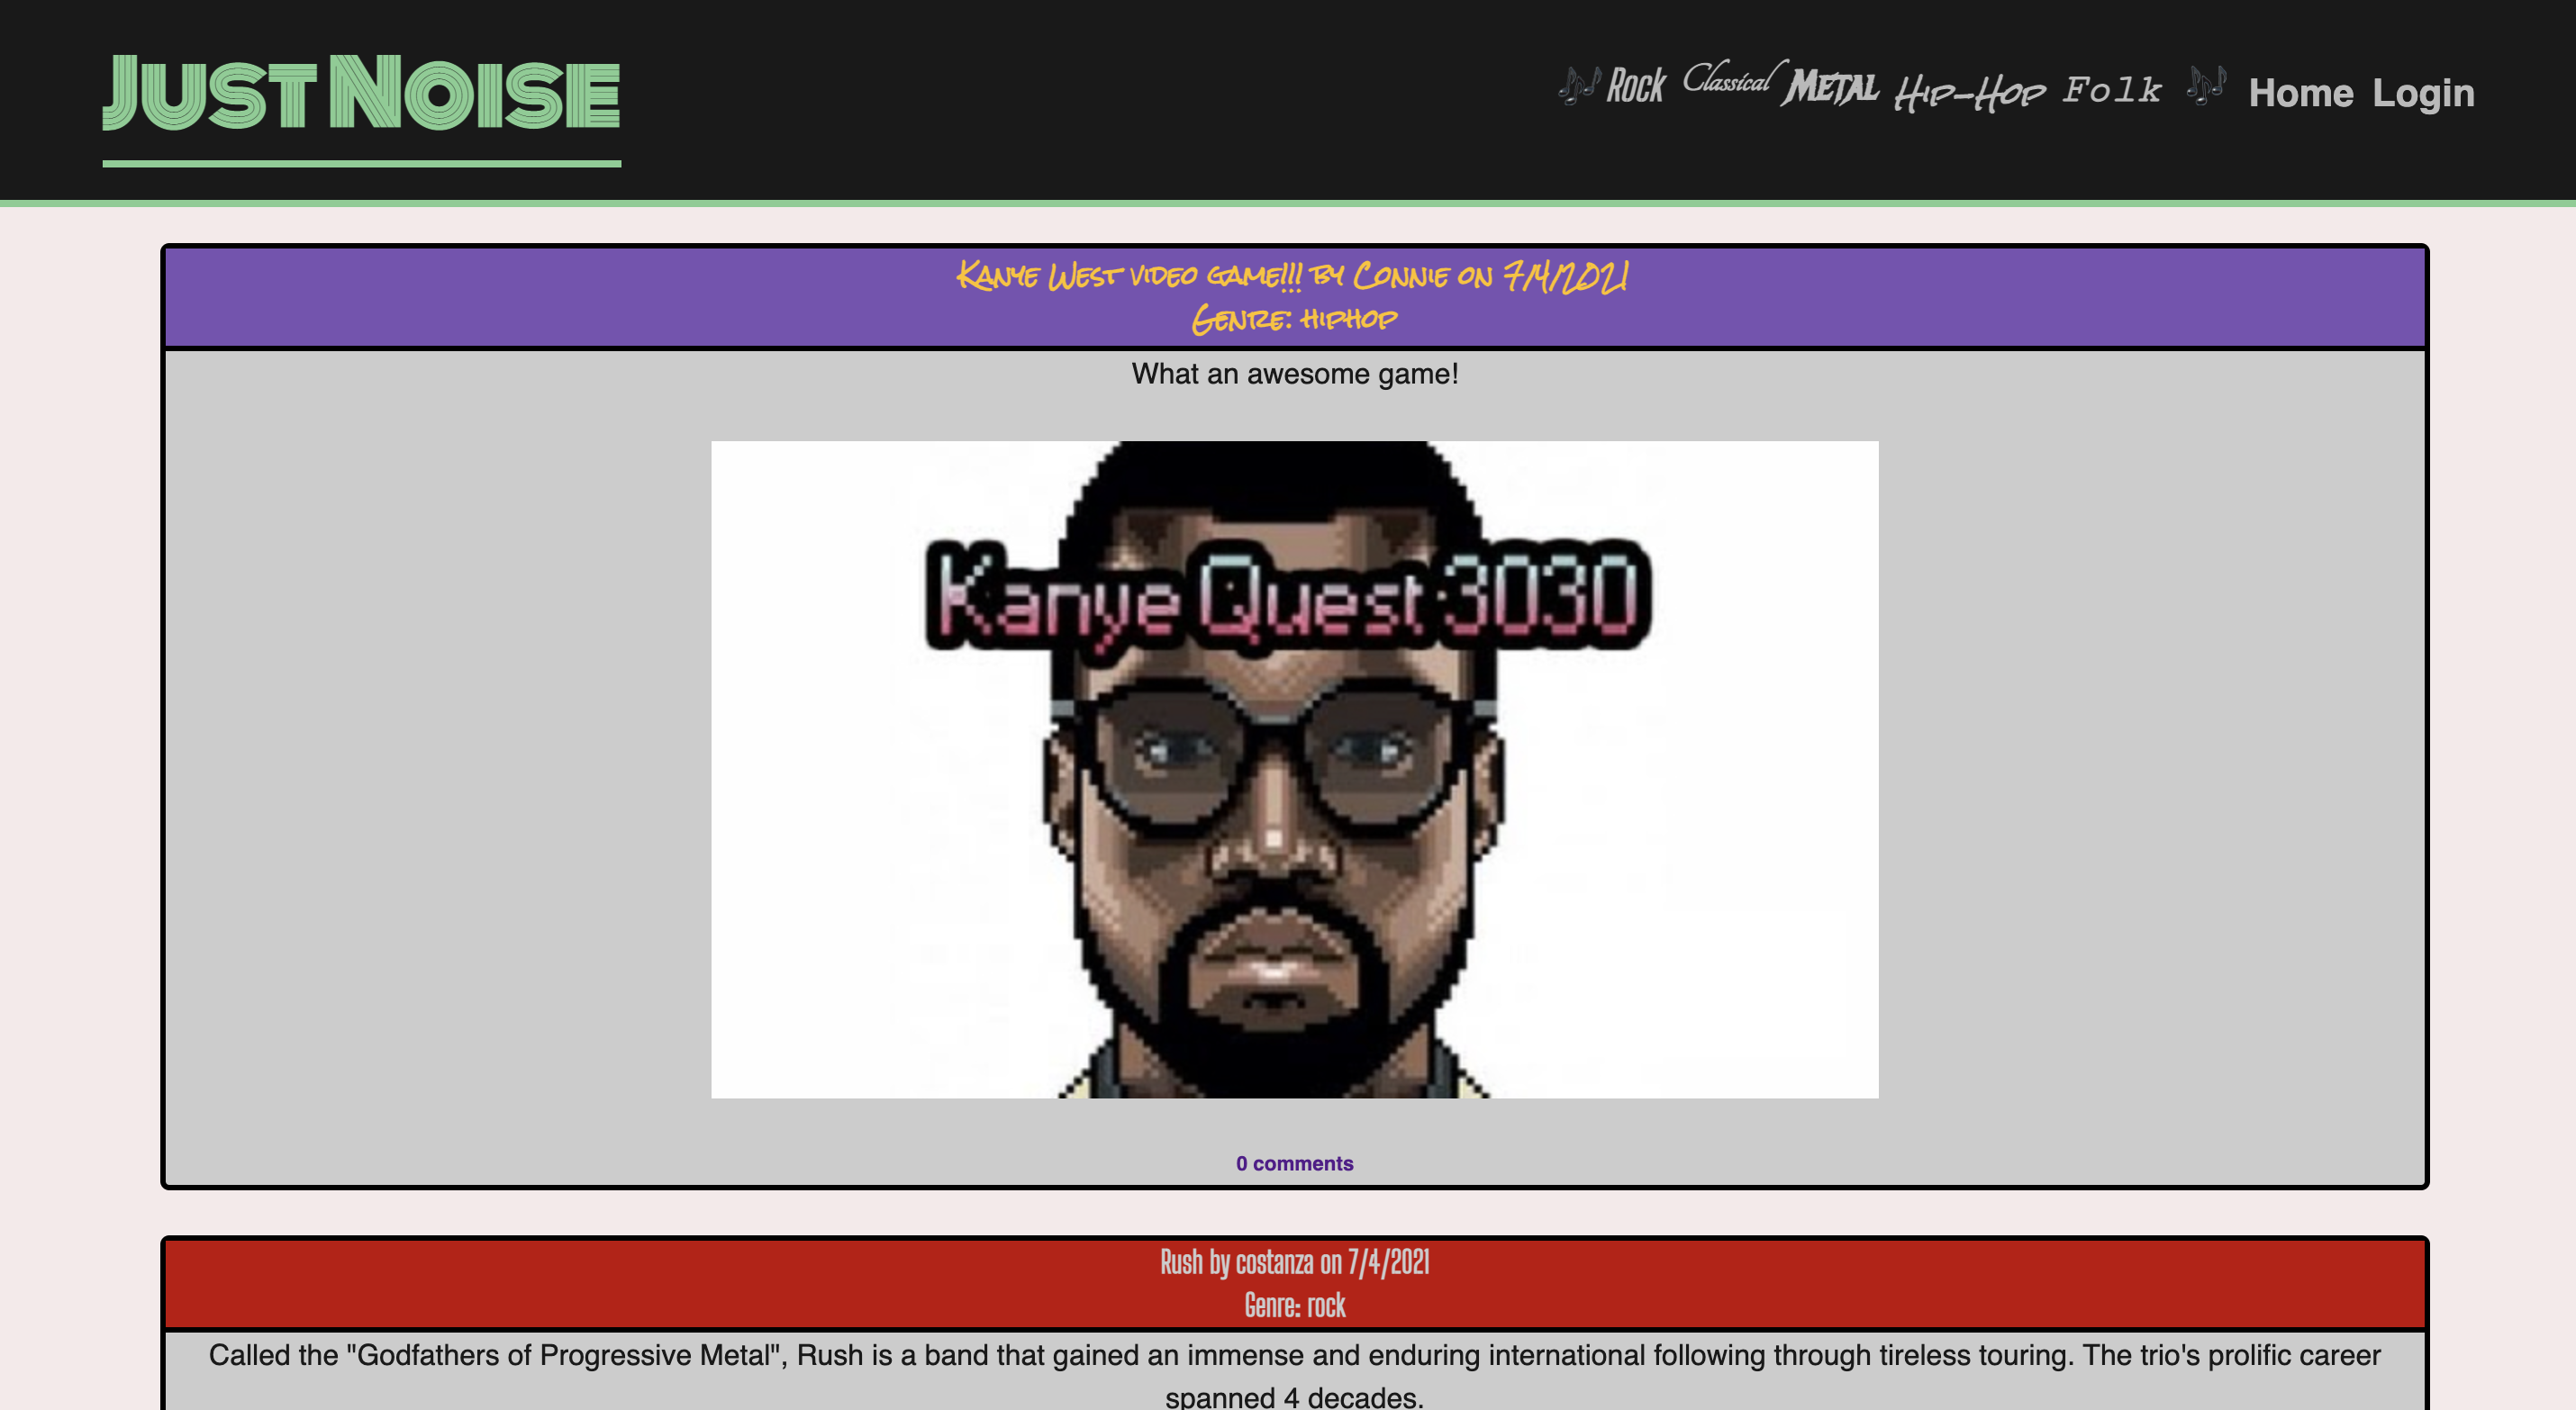 Just Noise
Rock Classical Metal Hip-Hop Folk Home Login
Kanye West video game!!! by Connie on 7/4/2021
Genre: hiphop
What an awesome game!
Kanye Quest 3030
0 comments
Rush by costanza on 7/4/2021
Genre: rock
Called the "Godfathers of Progressive Metal", Rush is a band that gained an immense and enduring international following through tireless touring. The trio's prolific career
spanned 4 decades.